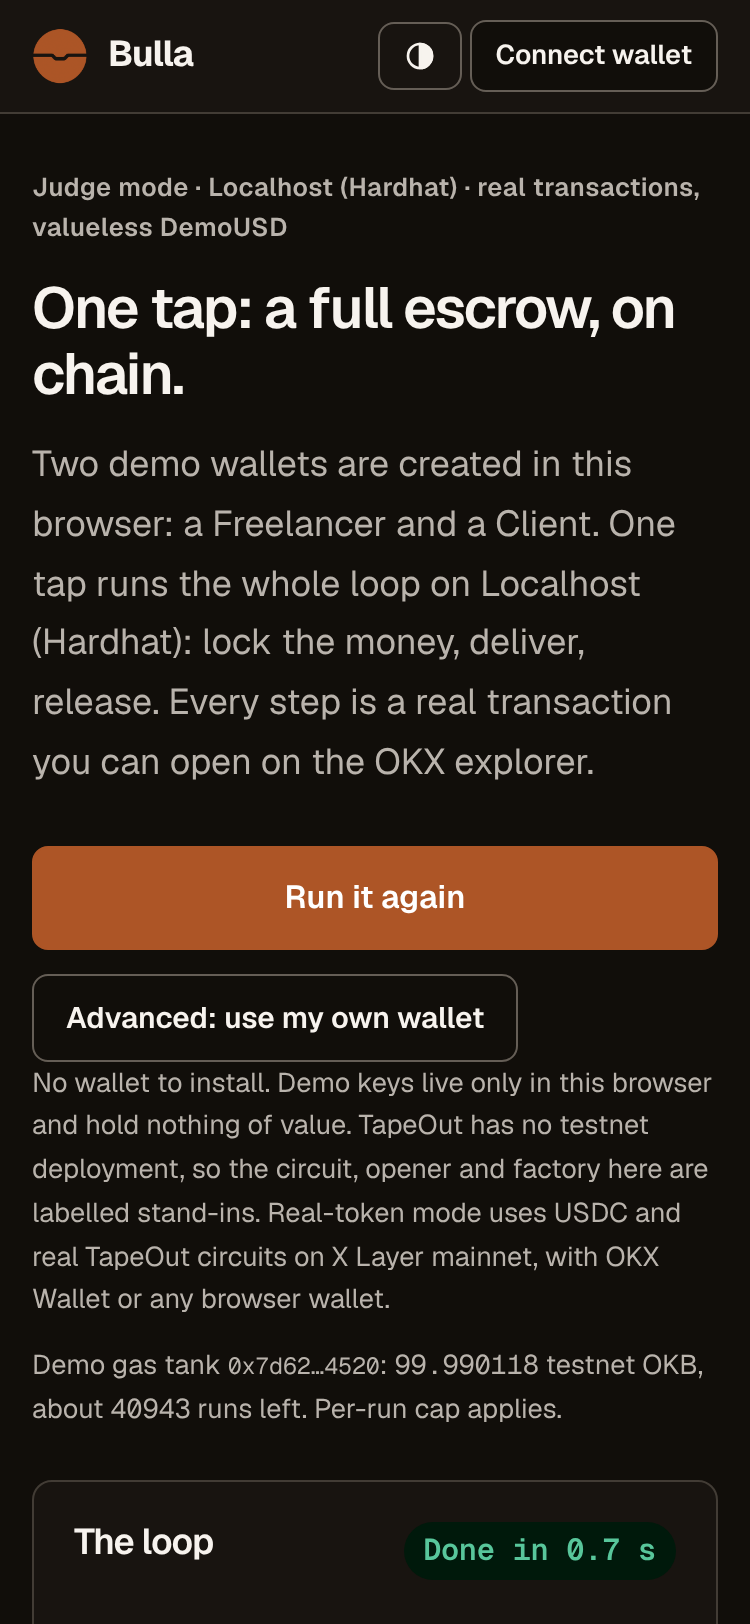 Bulla
Connect wallet
Judge mode · Localhost (Hardhat) · real transactions,
valueless DemoUSD
One tap: a full escrow, on
chain.
Two demo wallets are created in this
browser: a Freelancer and a Client. One
tap runs the whole loop on Localhost
(Hardhat): lock the money, deliver,
release. Every step is a real transaction
you can open on the OKX explorer.
Run it again
Advanced: use my own wallet
No wallet to install. Demo keys live only in this browser
and hold nothing of value. TapeOut has no testnet
deployment, so the circuit, opener and factory here are
labelled stand-ins. Real-token mode uses USDC and
real TapeOut circuits on X Layer mainnet, with OKX
Wallet or any browser wallet.
Demo gas tank 0x7d62…4520: 99.990118 testnet OKB,
about 40943 runs left. Per-run cap applies.
The loop
Done in 0.7 s